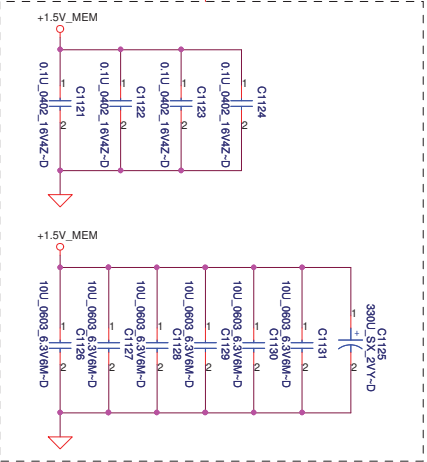 +1.5V_MEM
1
2
0.1U_0402_16V4Z~D
C1121
1
2
0.1U_0402_16V4Z~D
C1122
1
2
0.1U_0402_16V4Z~D
C1123
1
2
0.1U_0402_16V4Z~D
C1124
+1.5V_MEM
1
2
10U_0603_6.3V6M~D
C1126
1
2
10U_0603_6.3V6M~D
C1127
1
2
10U_0603_6.3V6M~D
C1128
1
2
10U_0603_6.3V6M~D
C1129
1
2
10U_0603_6.3V6M~D
C1130
1
2
10U_0603_6.3V6M~D
C1131
1
+
2
330U_SX_2VY~D
C1125